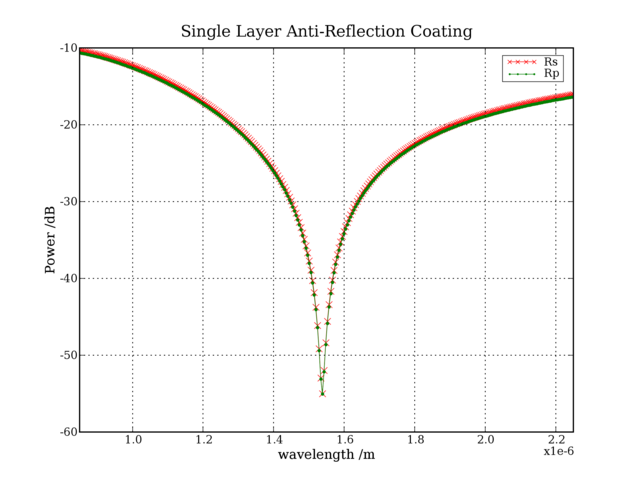 Single Layer Anti-Reflection Coating
-10
Rs
Rp
-20
-30
Power /dB
-40
-50
-60
1.0 1.2 1.4 1.6 1.8 2.0 2.2
x1e-6
wavelength /m